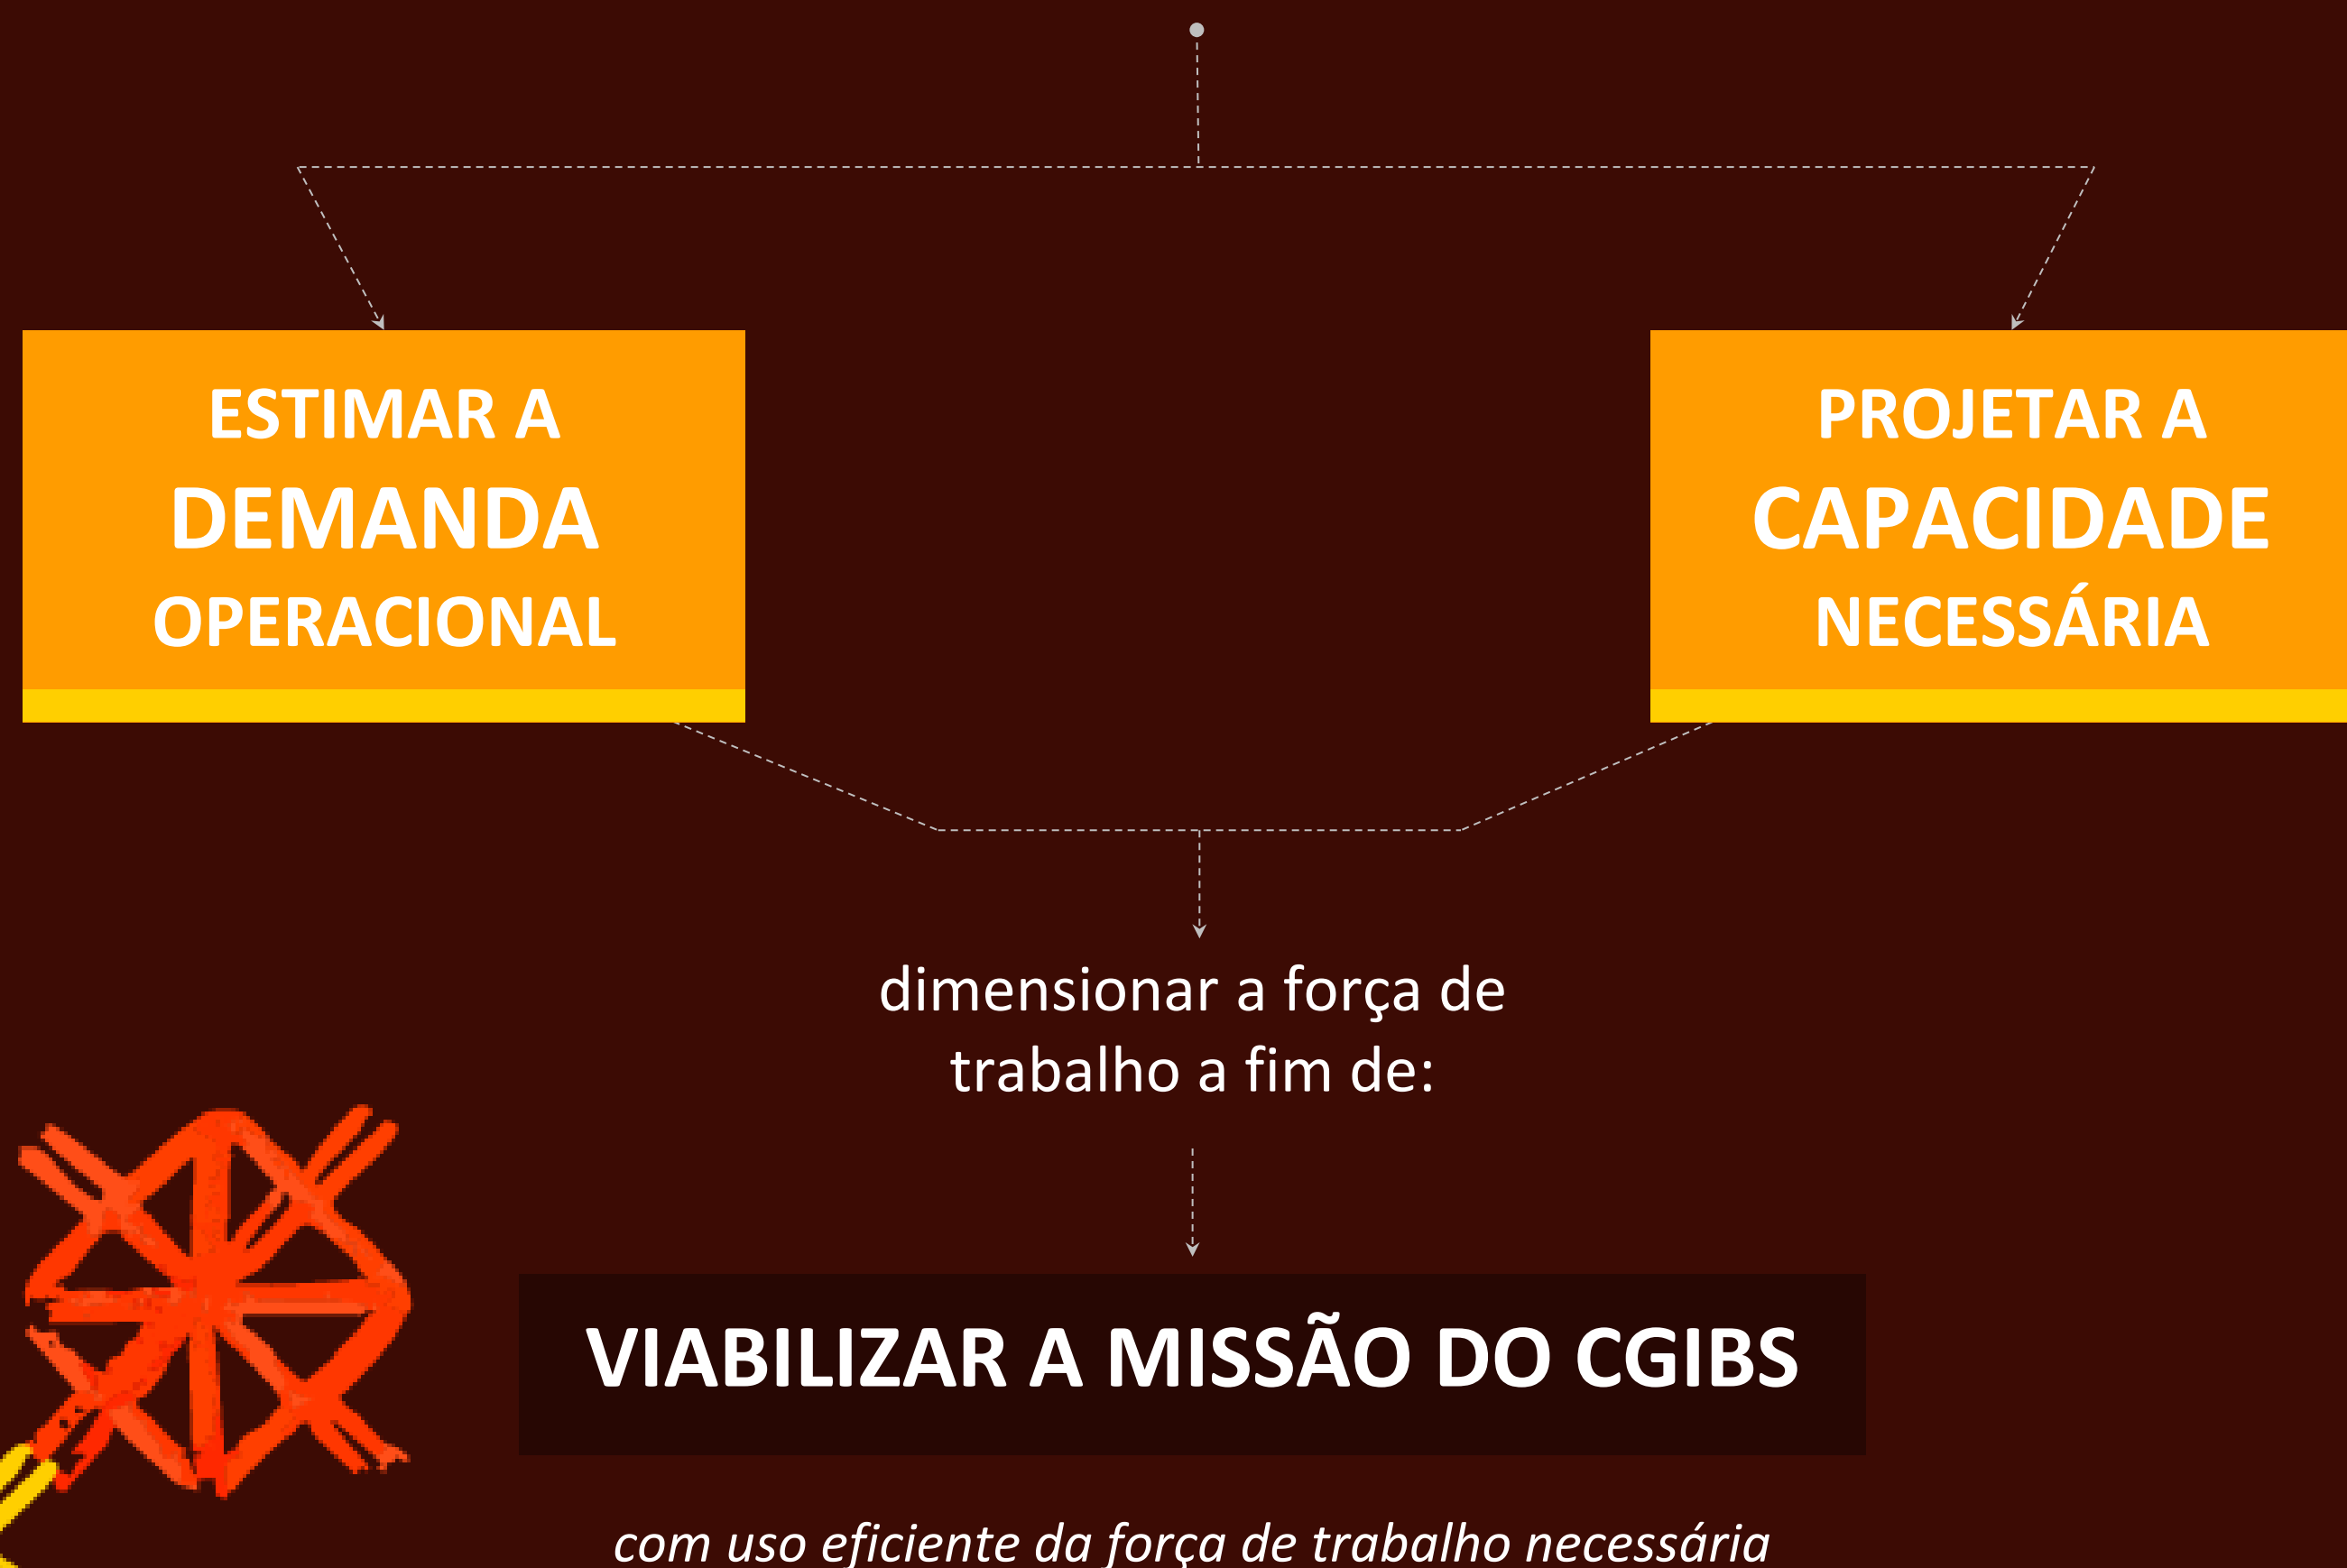 ESTIMAR A
DEMANDA
OPERACIONAL
PROJETAR A
CAPACIDADE
NECESSÁRIA
dimensionar a força de
trabalho a fim de:
VIABILIZAR A MISSÃO DO CGIBS
com uso eficiente da força de trabalho necessária